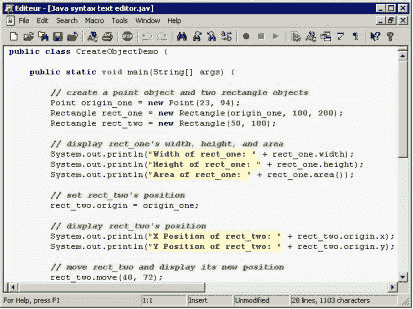 Editeur - [Java syntax text editor.jav]
File Edit Search Macro Tools Window Help
public class CreateObjectDemo {
public static void main(String[] args) {
// create a point object and two rectangle objects
Point origin_one = new Point(23, 94);
Rectangle rect_one = new Rectangle(origin_one, 100, 200);
Rectangle rect_two = new Rectangle(50, 100);
// display rect_one's width, height, and area
System.out.println("Width of rect_one: " + rect_one.width);
System.out.println("Height of rect_one: " + rect_one.height);
System.out.println("Area of rect_one: " + rect_one.area());
// set rect_two's position
rect_two.origin = origin_one;
// display rect_two's position
System.out.println("X Position of rect_two: " + rect_two.origin.x);
System.out.println("Y Position of rect_two: " + rect_two.origin.y);
// move rect_two and display its new position
rect_two.move(40, 72);
For Help, press F1 1:1 Insert Unmodified 28 lines, 1103 characters